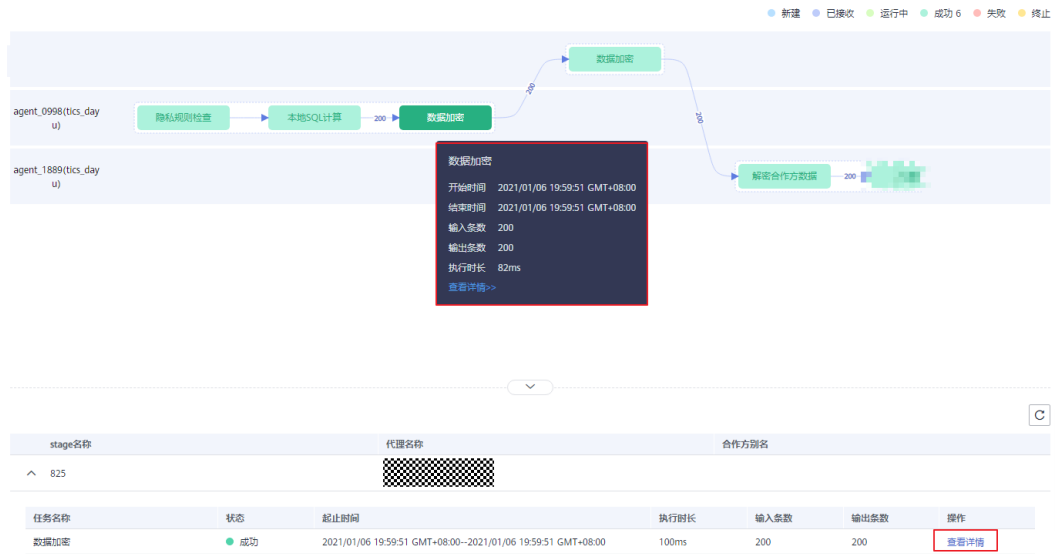 新建 已接收 运行中 成功 6 失败 终止
数据加密
200
agent_0998(tics_day
u)
隐私规则检查 本地SQL计算 200 数据加密
200
agent_1889(tics_day
u)
解密合作方数据 200
数据加密
开始时间 2021/01/06 19:59:51 GMT+08:00
结束时间 2021/01/06 19:59:51 GMT+08:00
输入条数 200
输出条数 200
执行时长 82ms
查看详情>>
stage名称 代理名称 合作方别名
825
任务名称 状态 起止时间 执行时长 输入条数 输出条数 操作
数据加密 成功 2021/01/06 19:59:51 GMT+08:00--2021/01/06 19:59:51 GMT+08:00 100ms 200 200 查看详情